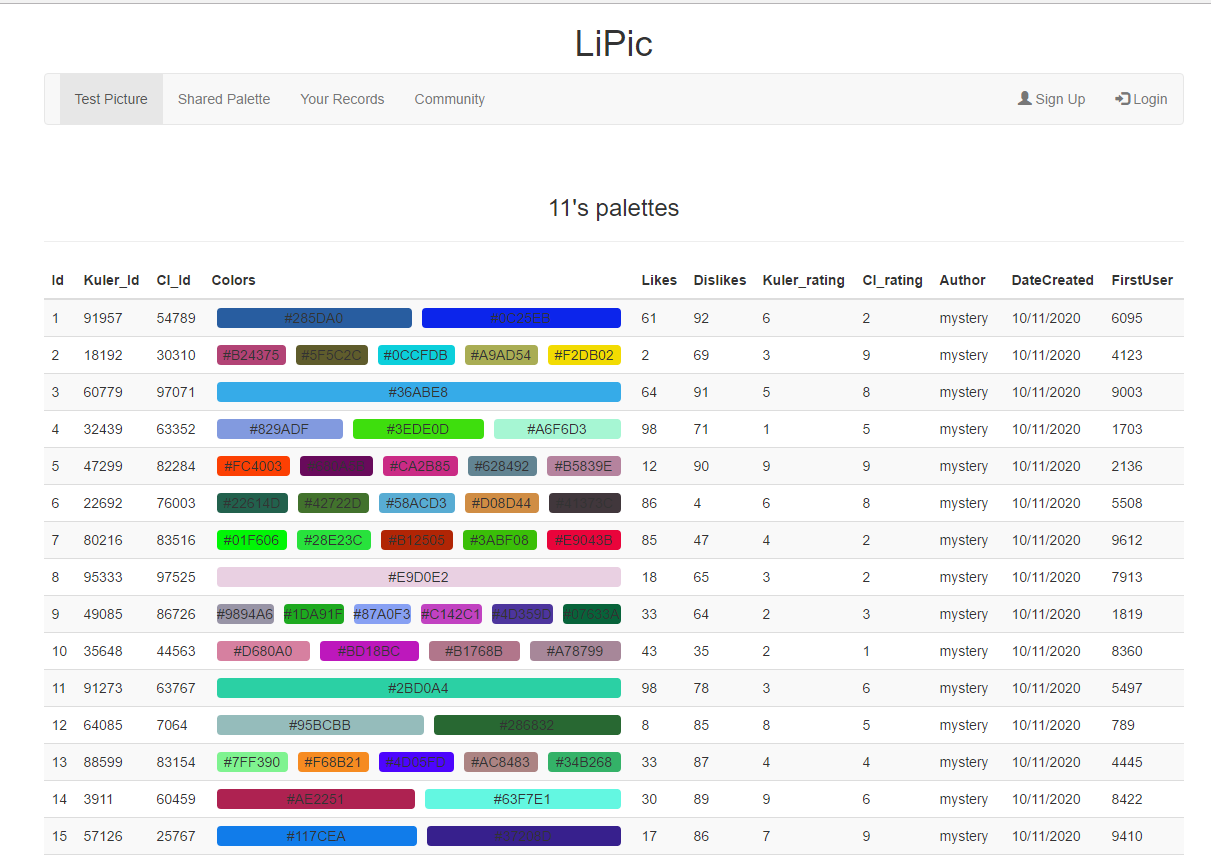 LiPic
Test Picture Shared Palette Your Records Community Sign Up Login
11's palettes
Id Kuler_Id Cl_Id Colors Likes Dislikes Kuler_rating Cl_rating Author DateCreated FirstUser
1 91957 54789 #285DA0 61 92 6 2 mystery 10/11/2020 6095
2 18192 30310 #B24375 #5F5C2C #0CCFDB #A9AD54 #F2DB02 2 69 3 9 mystery 10/11/2020 4123
3 60779 97071 #36ABE8 64 91 5 8 mystery 10/11/2020 9003
4 32439 63352 #829ADF #3EDE0D #A6F6D3 98 71 1 5 mystery 10/11/2020 1703
5 47299 82284 #FC4003 #CA2B85 #628492 #B5839E 12 90 9 9 mystery 10/11/2020 2136
6 22692 76003 #22614D #42722D #58ACD3 #D08D44 86 4 6 8 mystery 10/11/2020 5508
7 80216 83516 #01F606 #28E23C #B12505 #3ABF08 #E9043B 85 47 4 2 mystery 10/11/2020 9612
8 95333 97525 #E9D0E2 18 65 3 2 mystery 10/11/2020 7913
9 49085 86726 #9894A6 #1DA91F #87A0F3 #C142C1 #4D359D #07633A 33 64 2 3 mystery 10/11/2020 1819
10 35648 44563 #D680A0 #BD18BC #B1768B #A78799 43 35 2 1 mystery 10/11/2020 8360
11 91273 63767 #2BD0A4 98 78 3 6 mystery 10/11/2020 5497
12 64085 7064 #95BCBB #286832 8 85 8 5 mystery 10/11/2020 789
13 88599 83154 #7FF390 #F68B21 #AC8483 #34B268 33 87 4 4 mystery 10/11/2020 4445
14 3911 60459 #AE2251 #63F7E1 30 89 9 6 mystery 10/11/2020 8422
15 57126 25767 #117CEA 17 86 7 9 mystery 10/11/2020 9410